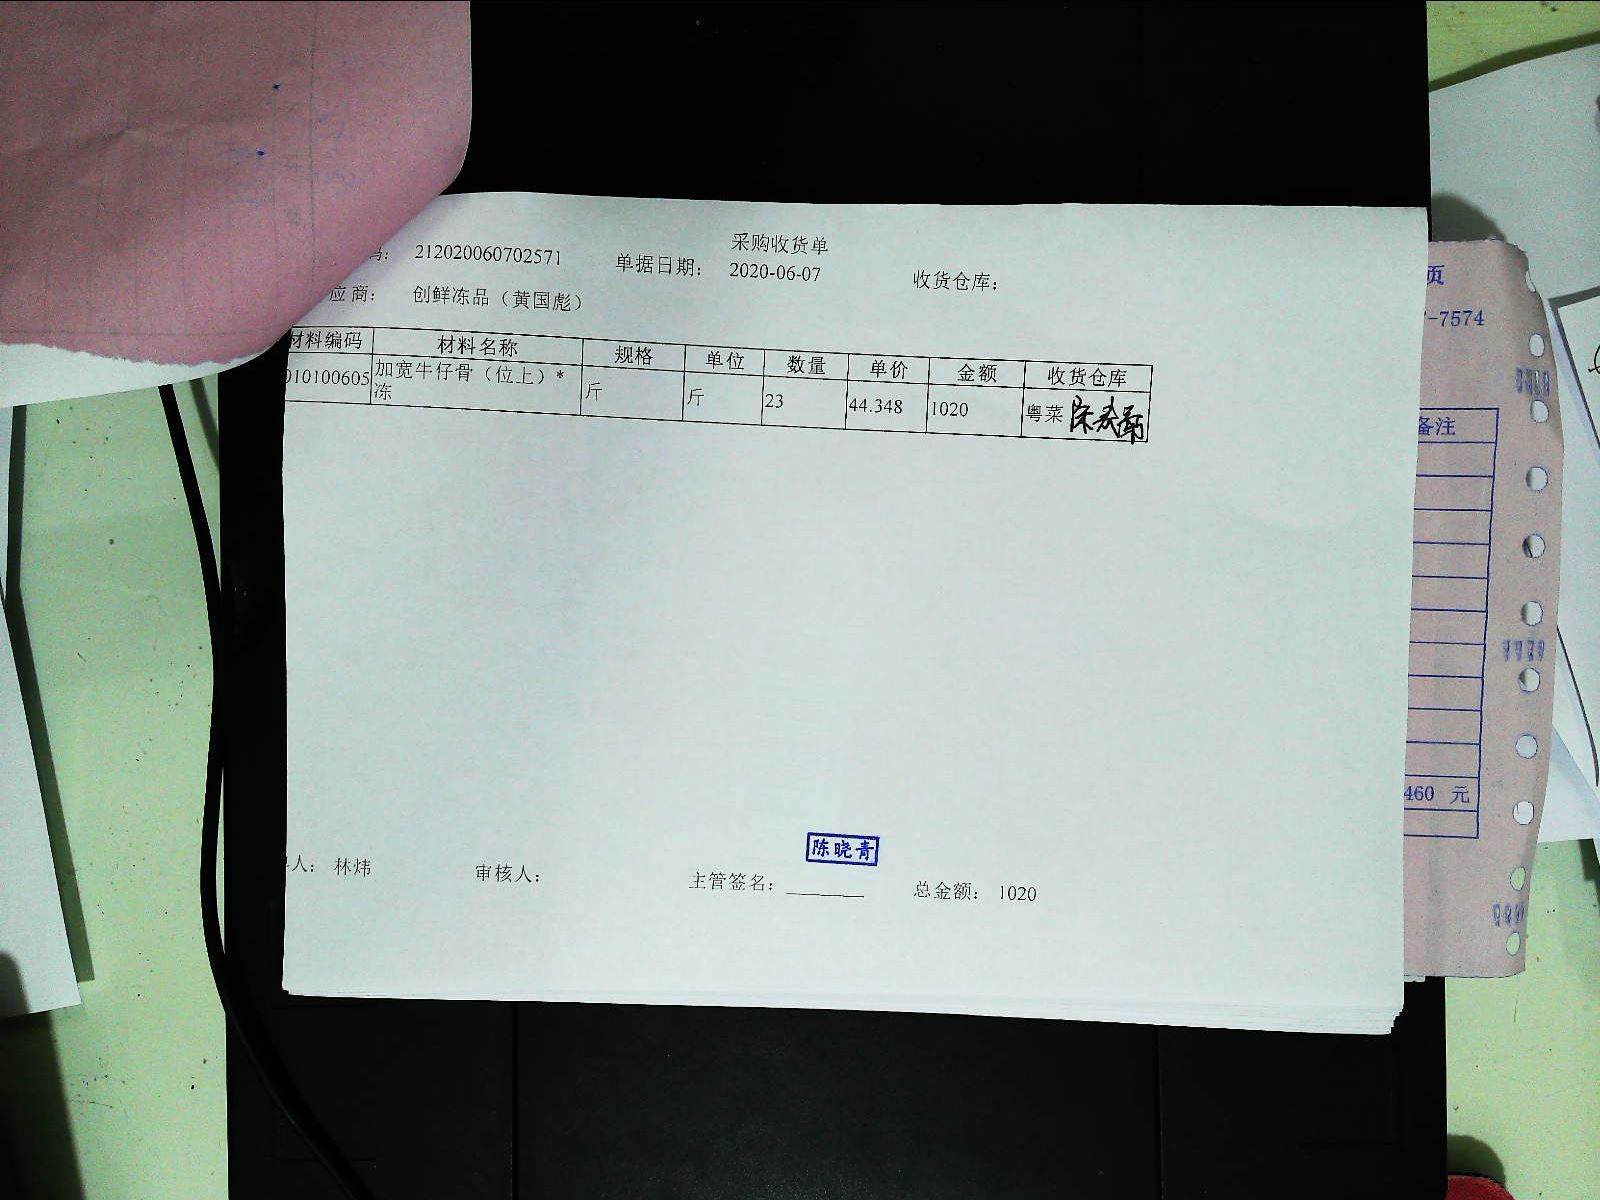 采购收货单
码： 212020060702571 单据日期： 2020-06-07 收货仓库：
应商： 创鲜冻品（黄国彪）
材料编码 材料名称 规格 单位 数量 单价 金额 收货仓库
010100605 加宽牛仔骨（位上）*冻 斤 斤 23 44.348 1020 粤菜
陈晓青
人： 林炜 审核人： 主管签名： 总金额： 1020
页
-7574
备注
460 元